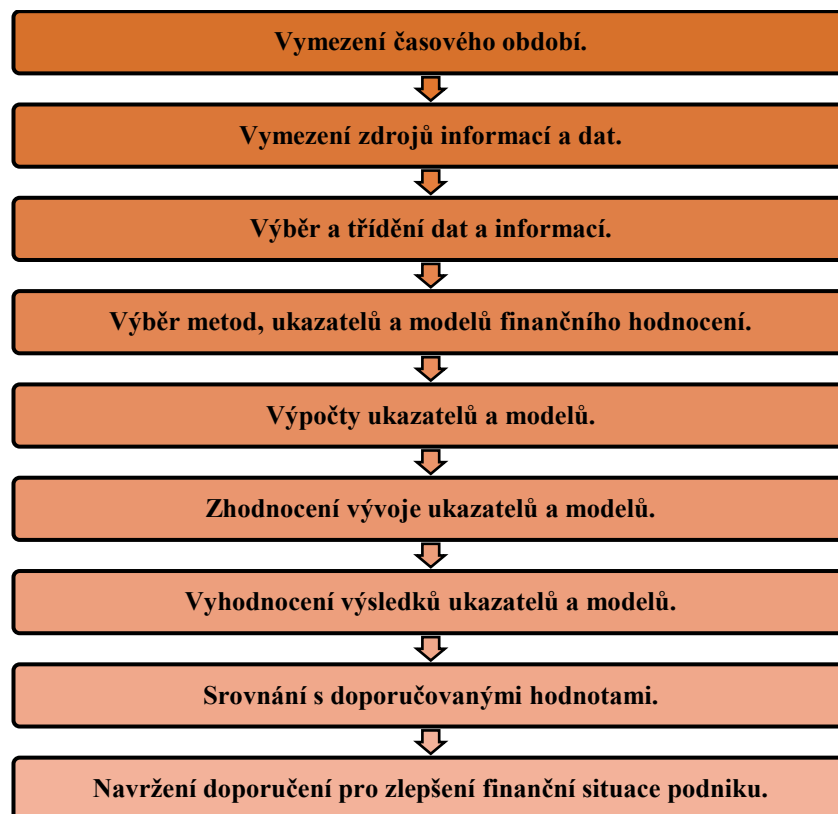 Vymezení časového období.
Vymezení zdrojů informací a dat.
Výběr a třídění dat a informací.
Výběr metod, ukazatelů a modelů finančního hodnocení.
Výpočty ukazatelů a modelů.
Zhodnocení vývoje ukazatelů a modelů.
Vyhodnocení výsledků ukazatelů a modelů.
Srovnání s doporučovanými hodnotami.
Navržení doporučení pro zlepšení finanční situace podniku.